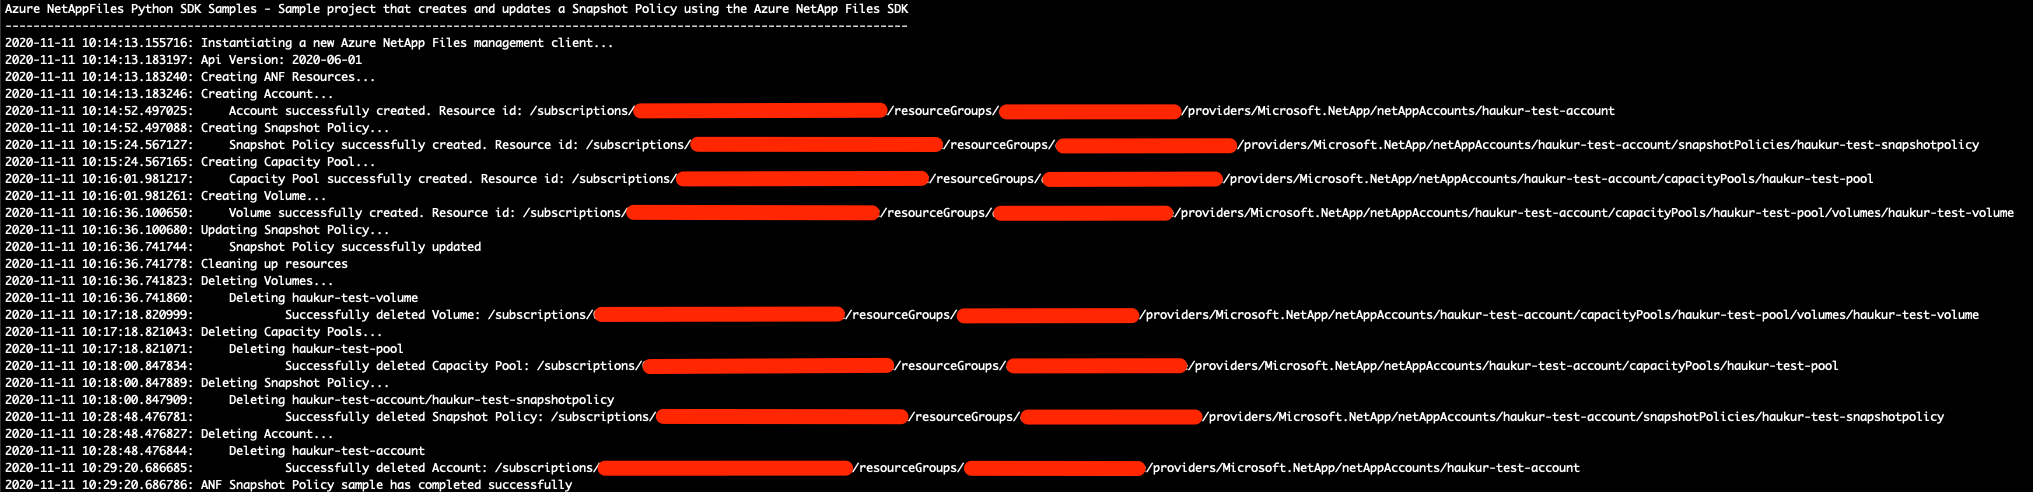 Azure NetAppFiles Python SDK Samples - Sample project that creates and updates a Snapshot Policy using the Azure NetApp Files SDK
---------------------------------------------------------------------------------------------------------------------------------
2020-11-11 10:14:13.155716: Instantiating a new Azure NetApp Files management client...
2020-11-11 10:14:13.183197: Api Version: 2020-06-01
2020-11-11 10:14:13.183240: Creating ANF Resources...
2020-11-11 10:14:13.183246: Creating Account...
2020-11-11 10:14:52.497025:     Account successfully created. Resource id: /subscriptions/ /resourceGroups/ /providers/Microsoft.NetApp/netAppAccounts/haukur-test-account
2020-11-11 10:14:52.497088: Creating Snapshot Policy...
2020-11-11 10:15:24.567127:     Snapshot Policy successfully created. Resource id: /subscriptions/ /resourceGroups/ /providers/Microsoft.NetApp/netAppAccounts/haukur-test-account/snapshotPolicies/haukur-test-snapshotpolicy
2020-11-11 10:15:24.567165: Creating Capacity Pool...
2020-11-11 10:16:01.981217:     Capacity Pool successfully created. Resource id: /subscriptions/ /resourceGroups/ /providers/Microsoft.NetApp/netAppAccounts/haukur-test-account/capacityPools/haukur-test-pool
2020-11-11 10:16:01.981261: Creating Volume...
2020-11-11 10:16:36.100650:     Volume successfully created. Resource id: /subscriptions/ /resourceGroups/ /providers/Microsoft.NetApp/netAppAccounts/haukur-test-account/capacityPools/haukur-test-pool/volumes/haukur-test-volume
2020-11-11 10:16:36.100680: Updating Snapshot Policy...
2020-11-11 10:16:36.741744:     Snapshot Policy successfully updated
2020-11-11 10:16:36.741778: Cleaning up resources
2020-11-11 10:16:36.741823: Deleting Volumes...
2020-11-11 10:16:36.741860:     Deleting haukur-test-volume
2020-11-11 10:17:18.820999:             Successfully deleted Volume: /subscriptions/ /resourceGroups/ /providers/Microsoft.NetApp/netAppAccounts/haukur-test-account/capacityPools/haukur-test-pool/volumes/haukur-test-volume
2020-11-11 10:17:18.821043: Deleting Capacity Pools...
2020-11-11 10:17:18.821071:     Deleting haukur-test-pool
2020-11-11 10:18:00.847834:             Successfully deleted Capacity Pool: /subscriptions/ /resourceGroups/ /providers/Microsoft.NetApp/netAppAccounts/haukur-test-account/capacityPools/haukur-test-pool
2020-11-11 10:18:00.847889: Deleting Snapshot Policy...
2020-11-11 10:18:00.847909:     Deleting haukur-test-account/haukur-test-snapshotpolicy
2020-11-11 10:28:48.476781:             Successfully deleted Snapshot Policy: /subscriptions/ /resourceGroups/ /providers/Microsoft.NetApp/netAppAccounts/haukur-test-account/snapshotPolicies/haukur-test-snapshotpolicy
2020-11-11 10:28:48.476827: Deleting Account...
2020-11-11 10:28:48.476844:     Deleting haukur-test-account
2020-11-11 10:29:20.686685:             Successfully deleted Account: /subscriptions/ /resourceGroups/ /providers/Microsoft.NetApp/netAppAccounts/haukur-test-account
2020-11-11 10:29:20.686786: ANF Snapshot Policy sample has completed successfully